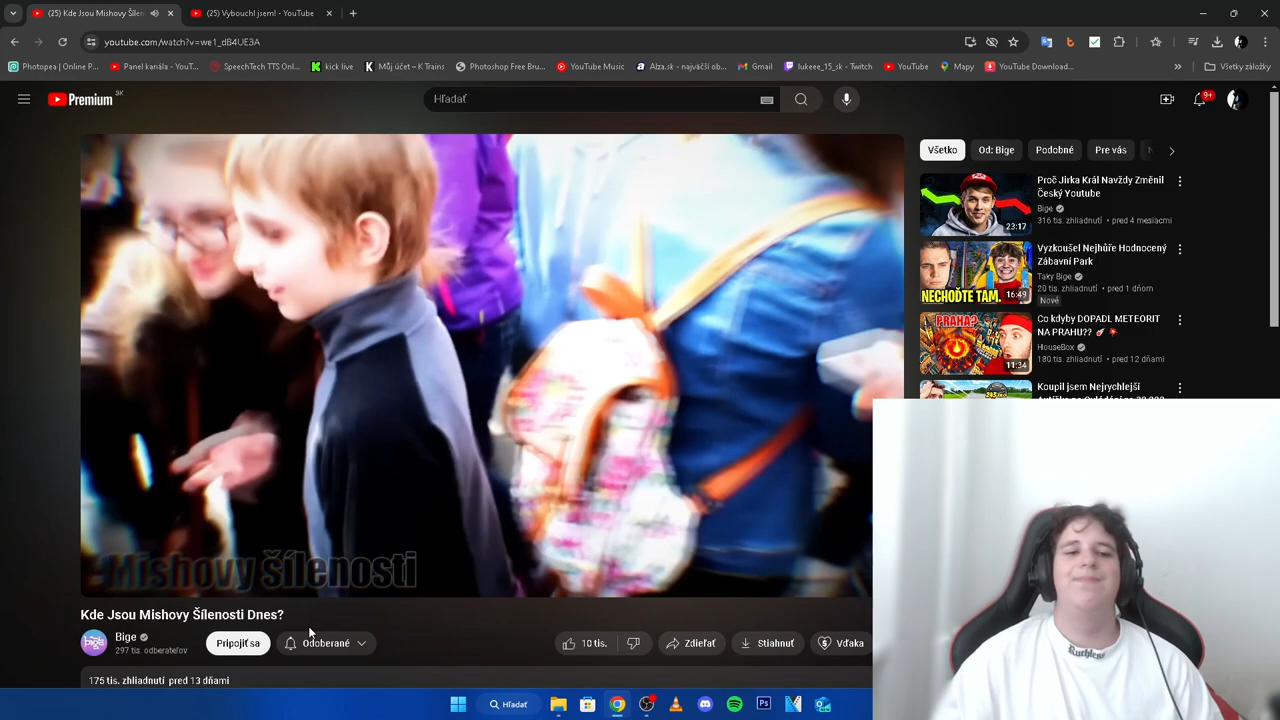 (25) Kde Jsou Mishovy Šílen
(25) Vybouchl jsem! - YouTube
youtube.com/watch?v=we1_dB4UE3A
Photopea | Online P...
Panel kanála - YouT...
SpeechTech TTS Onl...
kick live
Můj účet – K Trains
Photoshop Free Bru...
YouTube Music
Alza.sk - najväčší ob...
Gmail
lukeee_15_sk - Twitch
YouTube
Mapy
YouTube Download...
Všetky záložky
Premium SK
Hľadať
9+
Všetko
Od: Bige
Podobné
Pre vás
Proč Jirka Král Navždy Změnil
Český Youtube
Bige
316 tis. zhliadnutí · pred 4 mesiacmi
23:17
Vyzkoušel Nejhůře Hodnocený
Zábavní Park
Taky Bige
20 tis. zhliadnutí · pred 1 dňom
Nové
NECHOĎTE TAM.
16:49
Co kdyby DOPADL METEORIT
NA PRAHU??
HouseBox
180 tis. zhliadnutí · pred 12 dňami
PRAHA?
11:34
Koupil jsem Nejrychlejší
Mishovy šílenosti
Kde Jsou Mishovy Šílenosti Dnes?
Bige
297 tis. odberateľov
Pripojiť sa
Odoberané
10 tis.
Zdieľať
Stiahnuť
Vďaka
175 tis. zhliadnutí pred 13 dňami
Ruthless
Hľadať